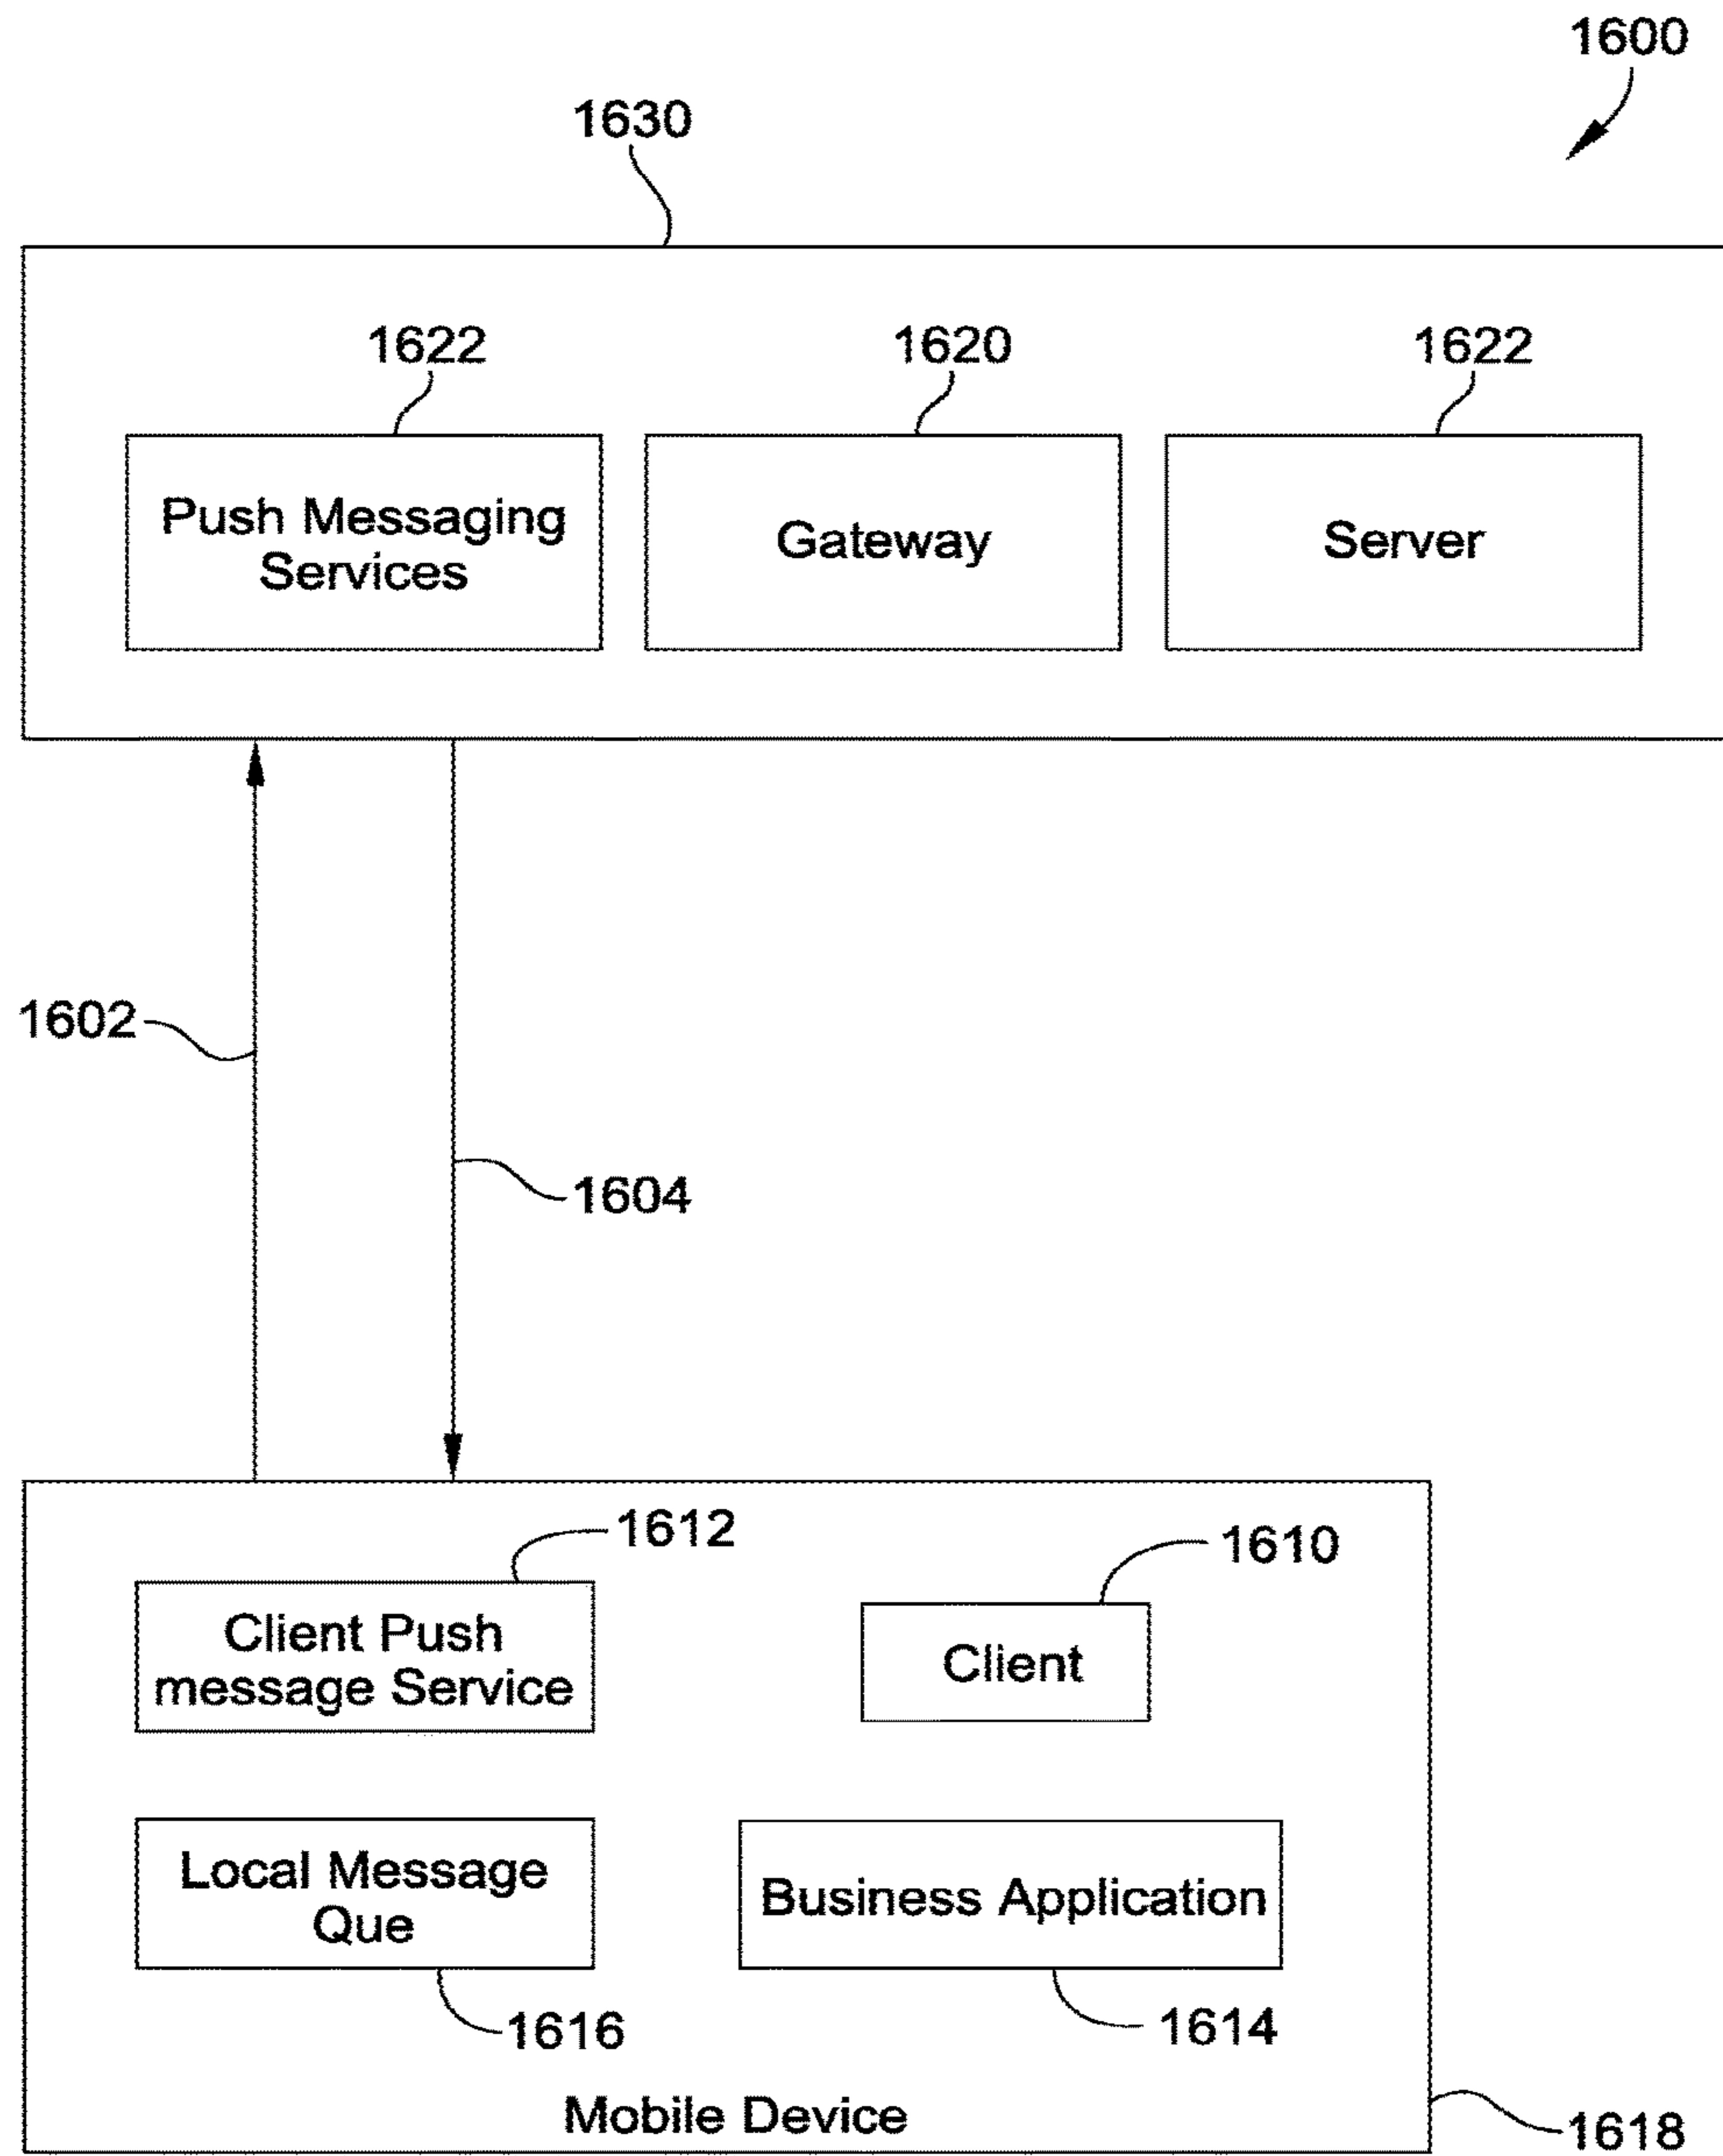 1600
1630
1622
1620
1622
Push Messaging
Services
Gateway
Server
1602
1604
1612
1610
Client Push
message Service
Client
Local Message
Que
Business Application
1616
1614
Mobile Device
1618